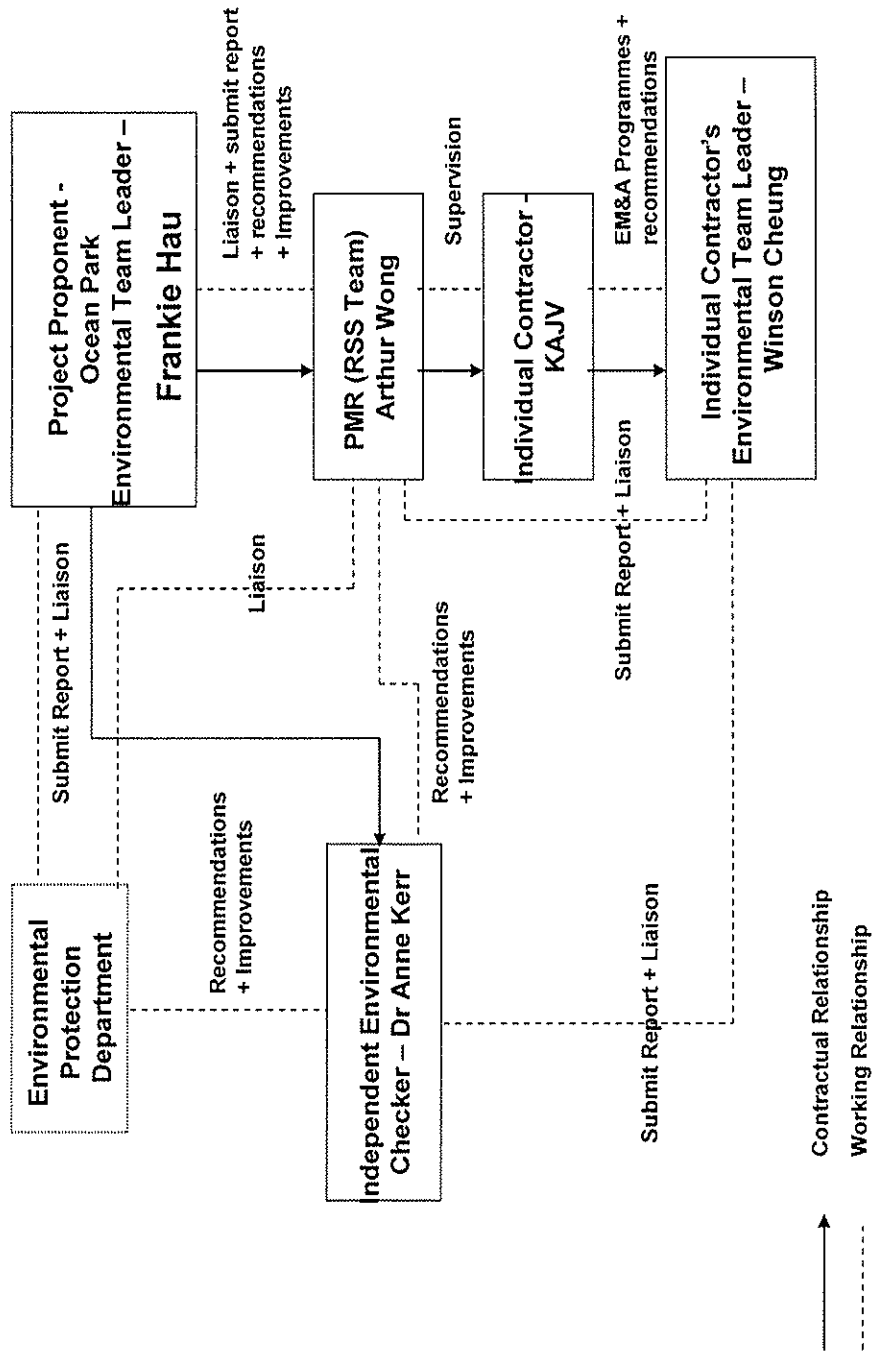 Environmental
Protection
Department
Submit Report + Liaison
Project Proponent -
Ocean Park
Environmental Team Leader –
Frankie Hau
Recommendations
+ Improvements
Liaison
Liaison + submit report
+ recommendations
+ Improvements
Independent Environmental
Checker – Dr Anne Kerr
Recommendations
+ Improvements
PMR (RSS Team)
Arthur Wong
Supervision
Individual Contractor -
KAJV
Submit Report + Liaison
EM&A Programmes +
recommendations
Submit Report + Liaison
Individual Contractor's
Environmental Team Leader –
Winson Cheung
Contractual Relationship
Working Relationship